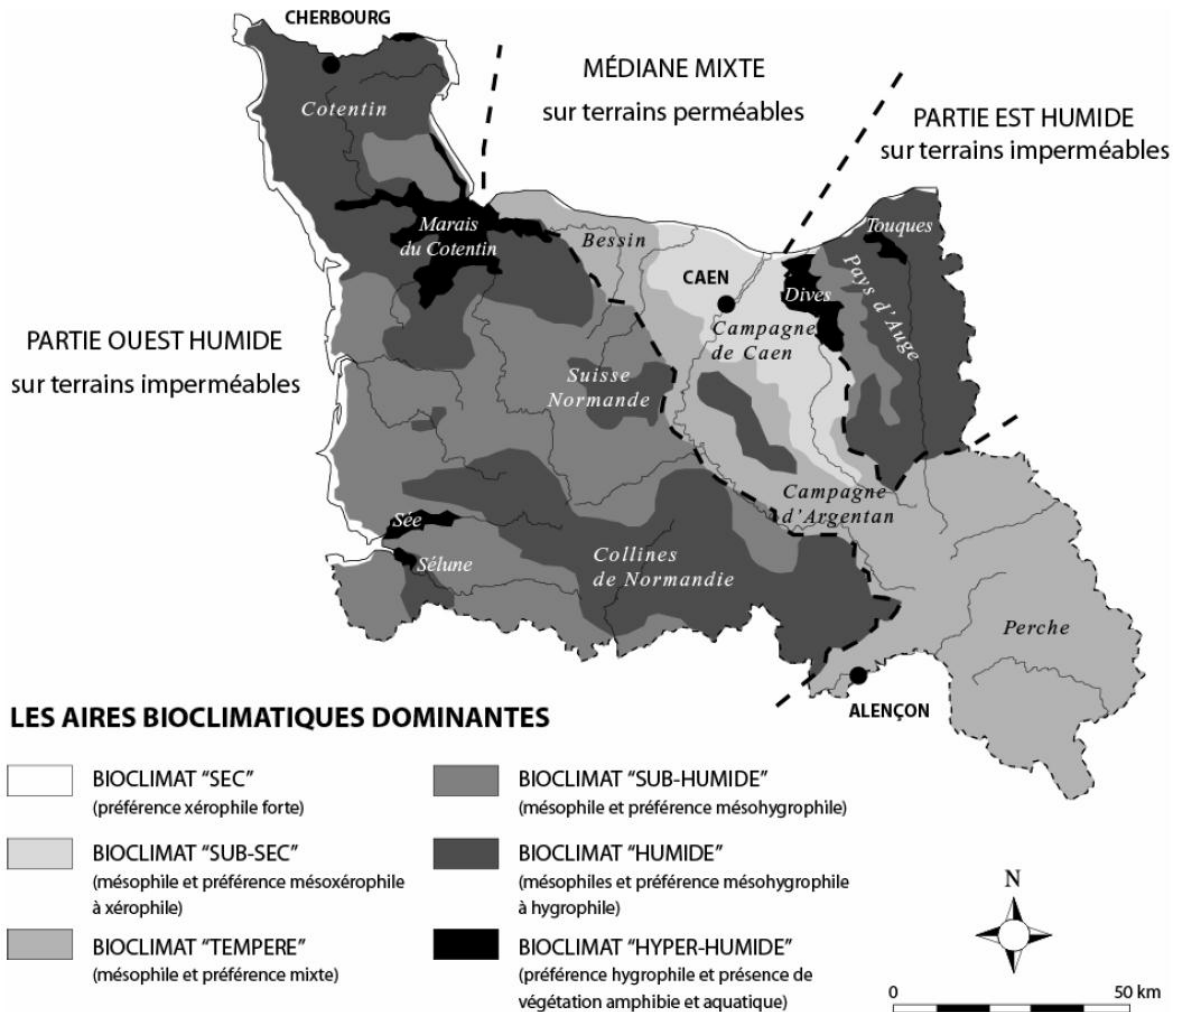 CHERBOURG
MÉDIANE MIXTE
sur terrains perméables
PARTIE EST HUMIDE
sur terrains imperméables
Cotentin
Marais
du Cotentin
Bessin
Touques
CAEN
Dives
Pays d'Auge
Campagne
de Caen
PARTIE OUEST HUMIDE
sur terrains imperméables
Suisse
Normande
Campagne
d'Argentan
Sée
Sélune
Collines
de Normandie
Perche
ALENÇON
LES AIRES BIOCLIMATIQUES DOMINANTES
BIOCLIMAT "SEC"
(préférence xérophile forte)
BIOCLIMAT "SUB-SEC"
(mésophile et préférence mésoxérophile
à xérophile)
BIOCLIMAT "TEMPERE"
(mésophile et préférence mixte)
BIOCLIMAT "SUB-HUMIDE"
(mésophile et préférence mésohygrophile)
BIOCLIMAT "HUMIDE"
(mésophiles et préférence mésohygrophile
à hygrophile)
BIOCLIMAT "HYPER-HUMIDE"
(préférence hygrophile et présence de
végétation amphibie et aquatique)
N
0 50 km